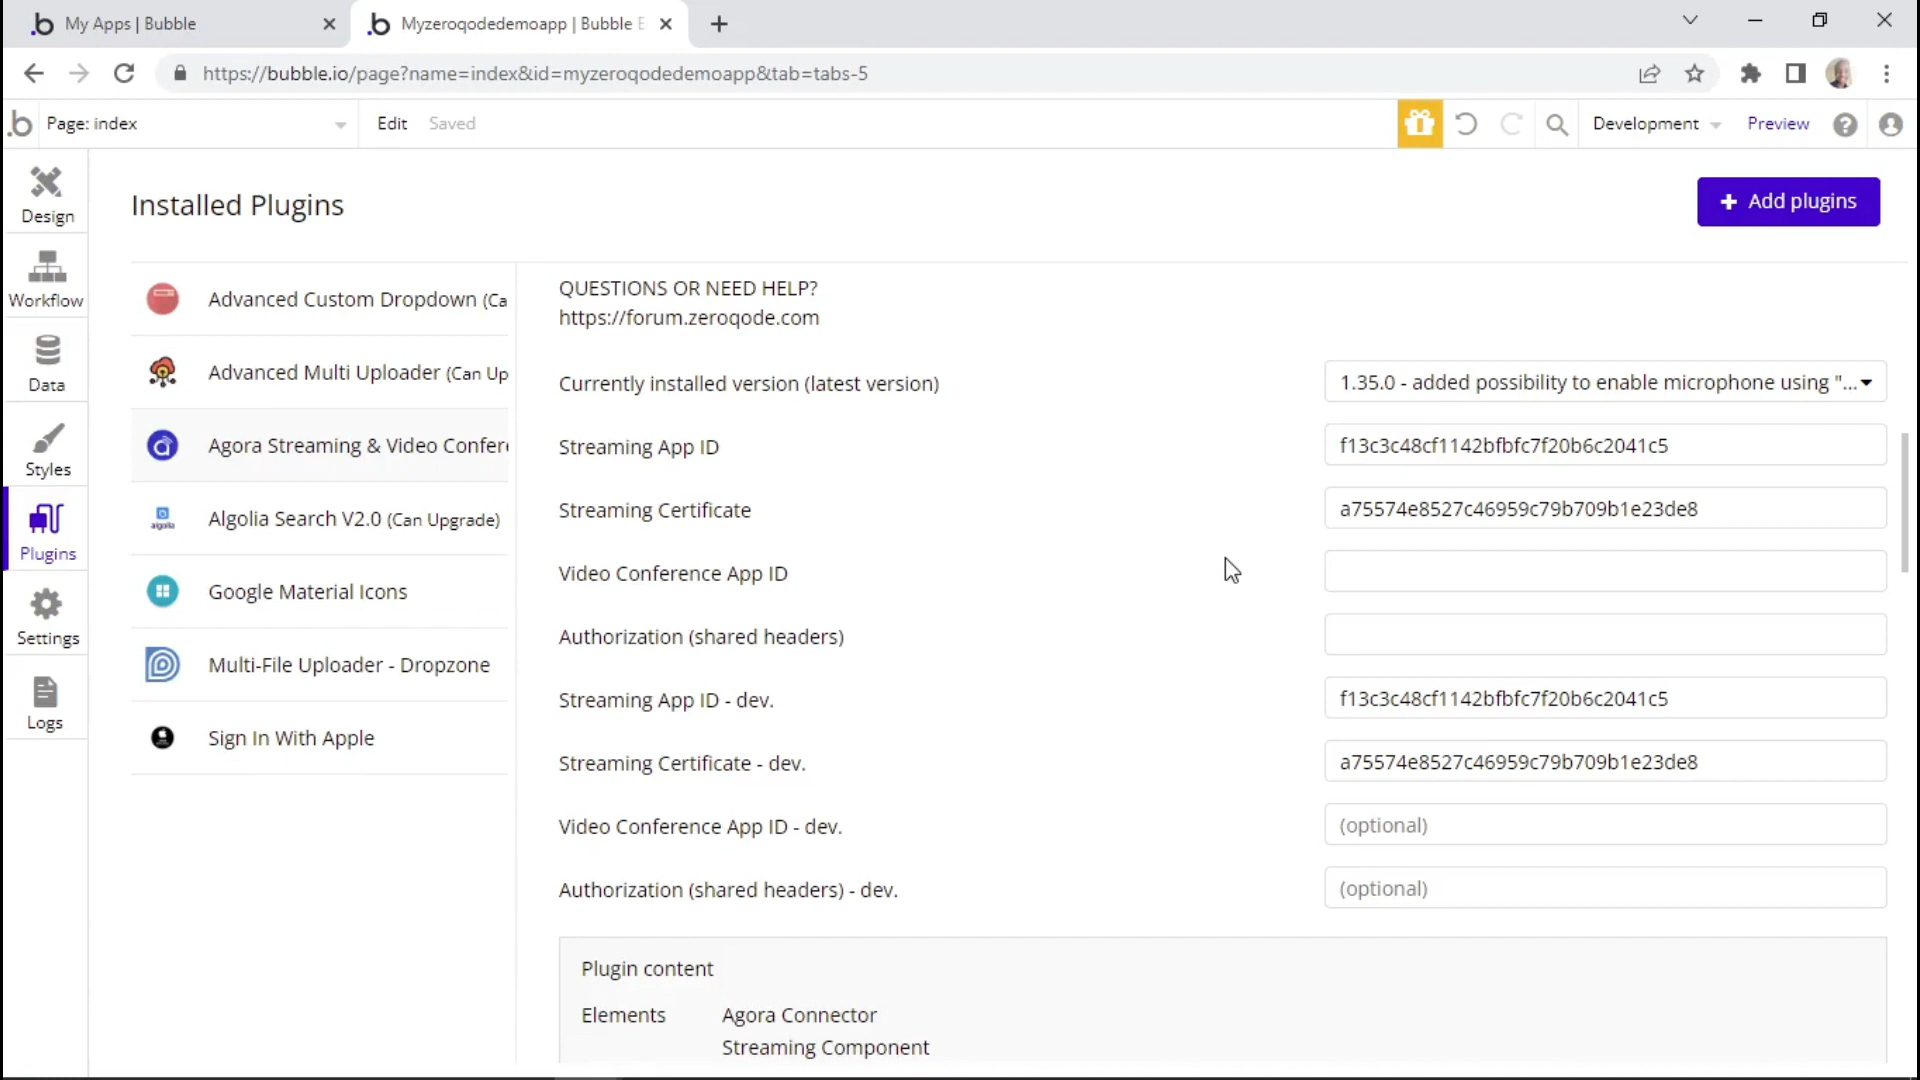 My Apps | Bubble
Myzeroqodedemoapp | Bubble E
https://bubble.io/page?name=index&id=myzeroqodedemoapp&tab=tabs-5
Page: index
Edit
Saved
Development
Preview
Design
Workflow
Data
Styles
Plugins
Settings
Logs
Installed Plugins
Add plugins
Advanced Custom Dropdown (Ca
Advanced Multi Uploader (Can Up
Agora Streaming & Video Confere
Algolia Search V2.0 (Can Upgrade)
algolia
Google Material Icons
Multi-File Uploader - Dropzone
Sign In With Apple
QUESTIONS OR NEED HELP?
https://forum.zeroqode.com
Currently installed version (latest version)
1.35.0 - added possibility to enable microphone using "...
Streaming App ID
f13c3c48cf1142bfbfc7f20b6c2041c5
Streaming Certificate
a75574e8527c46959c79b709b1e23de8
Video Conference App ID
Authorization (shared headers)
Streaming App ID - dev.
f13c3c48cf1142bfbfc7f20b6c2041c5
Streaming Certificate - dev.
a75574e8527c46959c79b709b1e23de8
Video Conference App ID - dev.
(optional)
Authorization (shared headers) - dev.
(optional)
Plugin content
Elements
Agora Connector
Streaming Component